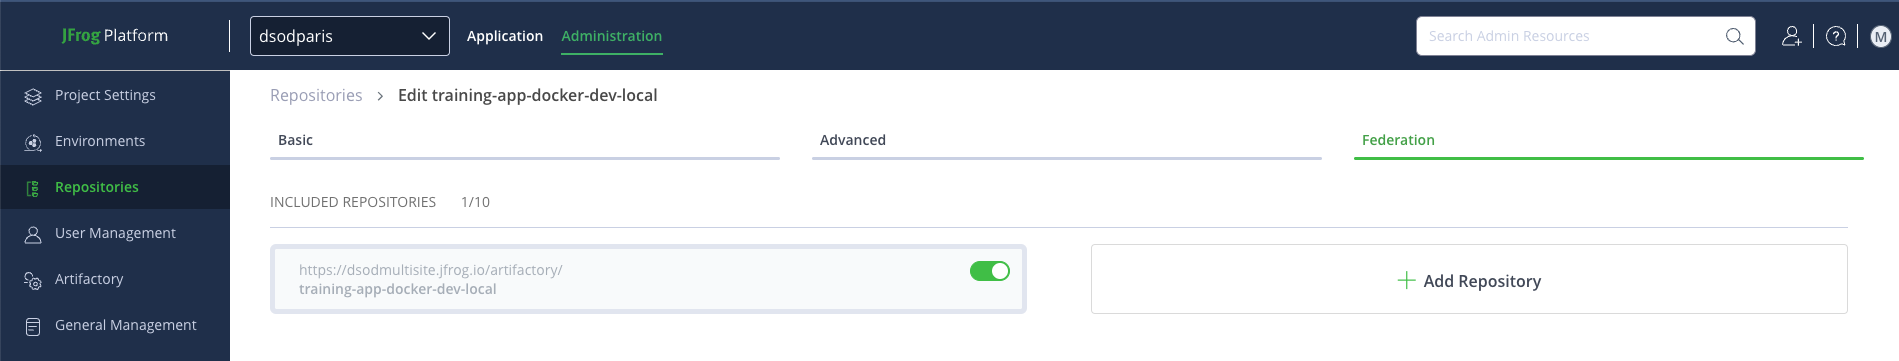 JFrog Platform
dsodparis
Application
Administration
Search Admin Resources
M
Project Settings
Environments
Repositories
User Management
Artifactory
General Management
Repositories > Edit training-app-docker-dev-local
Basic
Advanced
Federation
INCLUDED REPOSITORIES 1/10
https://dsodmultisite.jfrog.io/artifactory/
training-app-docker-dev-local
Add Repository